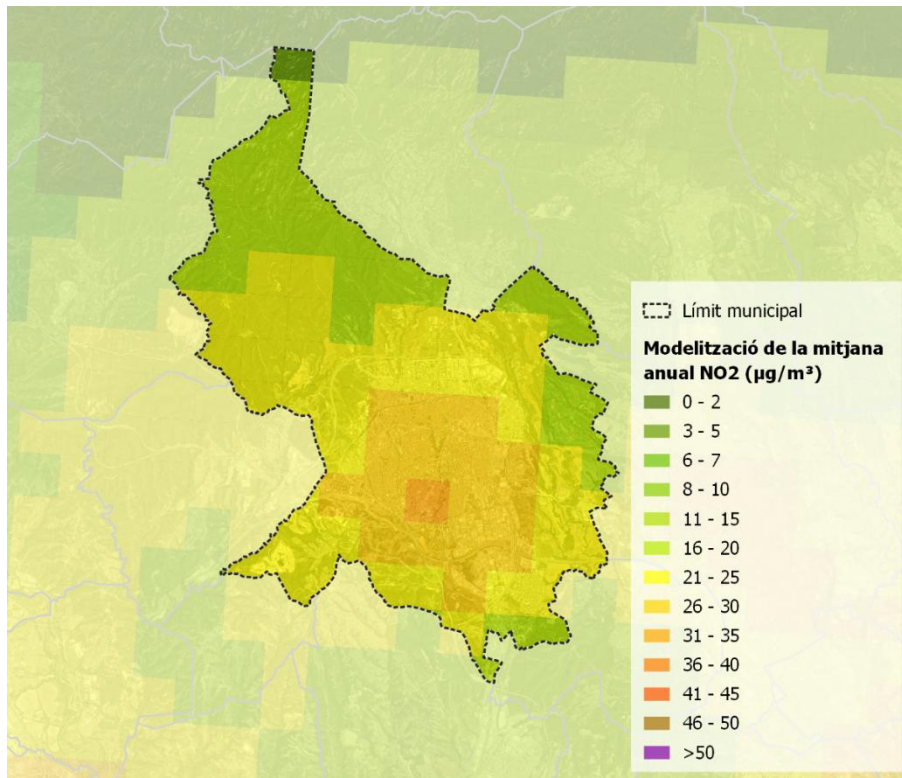 Límit municipal
Modelització de la mitjana
anual NO2 (µg/m³)
0 - 2
3 - 5
6 - 7
8 - 10
11 - 15
16 - 20
21 - 25
26 - 30
31 - 35
36 - 40
41 - 45
46 - 50
>50